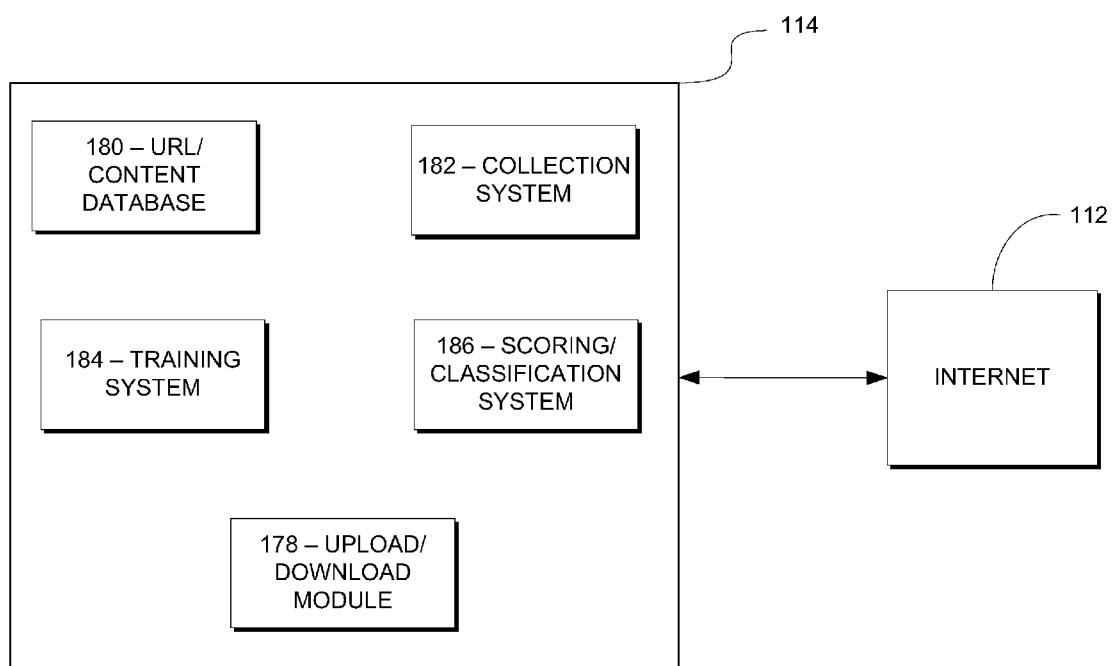 114
180 – URL/
CONTENT
DATABASE
182 – COLLECTION
SYSTEM
112
184 – TRAINING
SYSTEM
186 – SCORING/
CLASSIFICATION
SYSTEM
INTERNET
178 – UPLOAD/
DOWNLOAD
MODULE